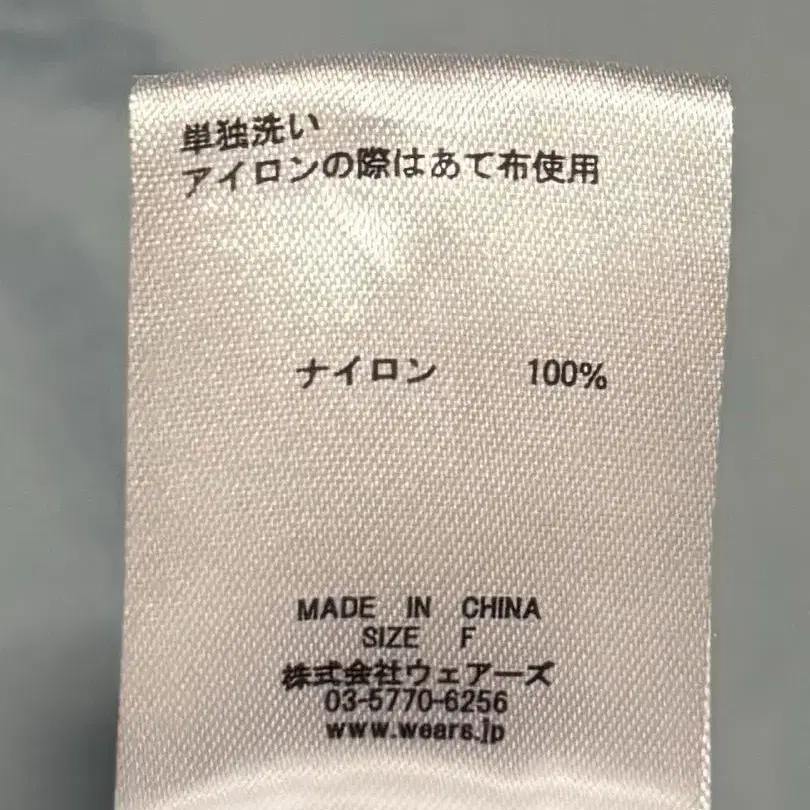 単独洗い
アイロンの際はあて布使用
ナイロン 100%
MADE IN CHINA
SIZE F
株式会社ウェアーズ
03-5770-6256
www.wears.jp